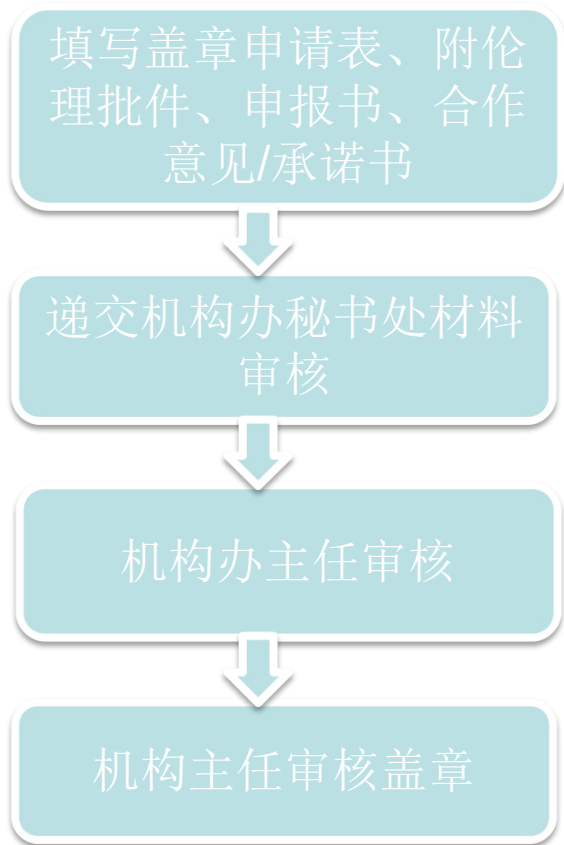 填写盖章申请表、附伦
理批件、申报书、合作
意见/承诺书
递交机构办秘书处材料
审核
机构办主任审核
机构主任审核盖章